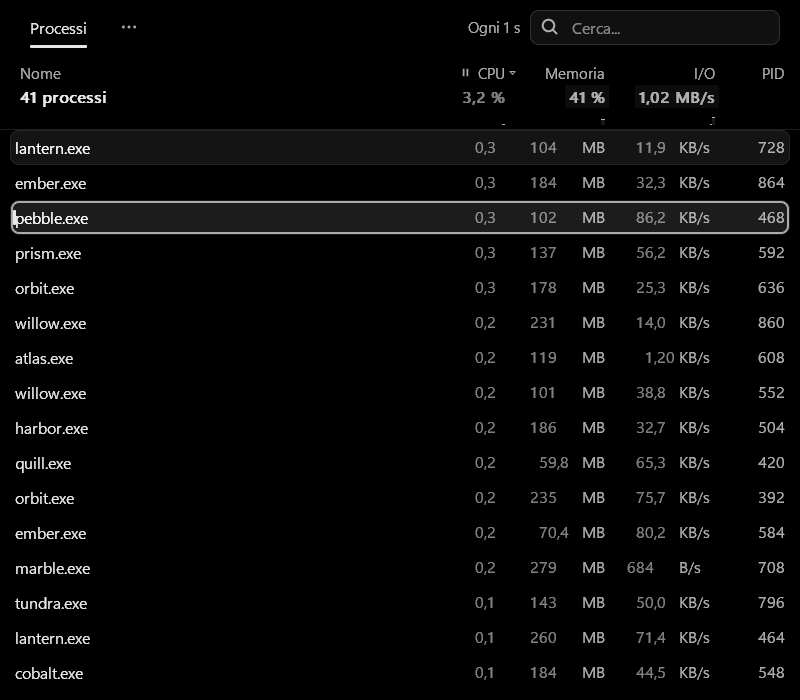 Processi ... Ogni 1 s Cerca...
Nome CPU Memoria I/O PID
41 processi 3,2 % 41 % 1,02 MB/s
lantern.exe 0,3 104 MB 11,9 KB/s 728
ember.exe 0,3 184 MB 32,3 KB/s 864
pebble.exe 0,3 102 MB 86,2 KB/s 468
prism.exe 0,3 137 MB 56,2 KB/s 592
orbit.exe 0,3 178 MB 25,3 KB/s 636
willow.exe 0,2 231 MB 14,0 KB/s 860
atlas.exe 0,2 119 MB 1,20 KB/s 608
willow.exe 0,2 101 MB 38,8 KB/s 552
harbor.exe 0,2 186 MB 32,7 KB/s 504
quill.exe 0,2 59,8 MB 65,3 KB/s 420
orbit.exe 0,2 235 MB 75,7 KB/s 392
ember.exe 0,2 70,4 MB 80,2 KB/s 584
marble.exe 0,2 279 MB 684 B/s 708
tundra.exe 0,1 143 MB 50,0 KB/s 796
lantern.exe 0,1 260 MB 71,4 KB/s 464
cobalt.exe 0,1 184 MB 44,5 KB/s 548